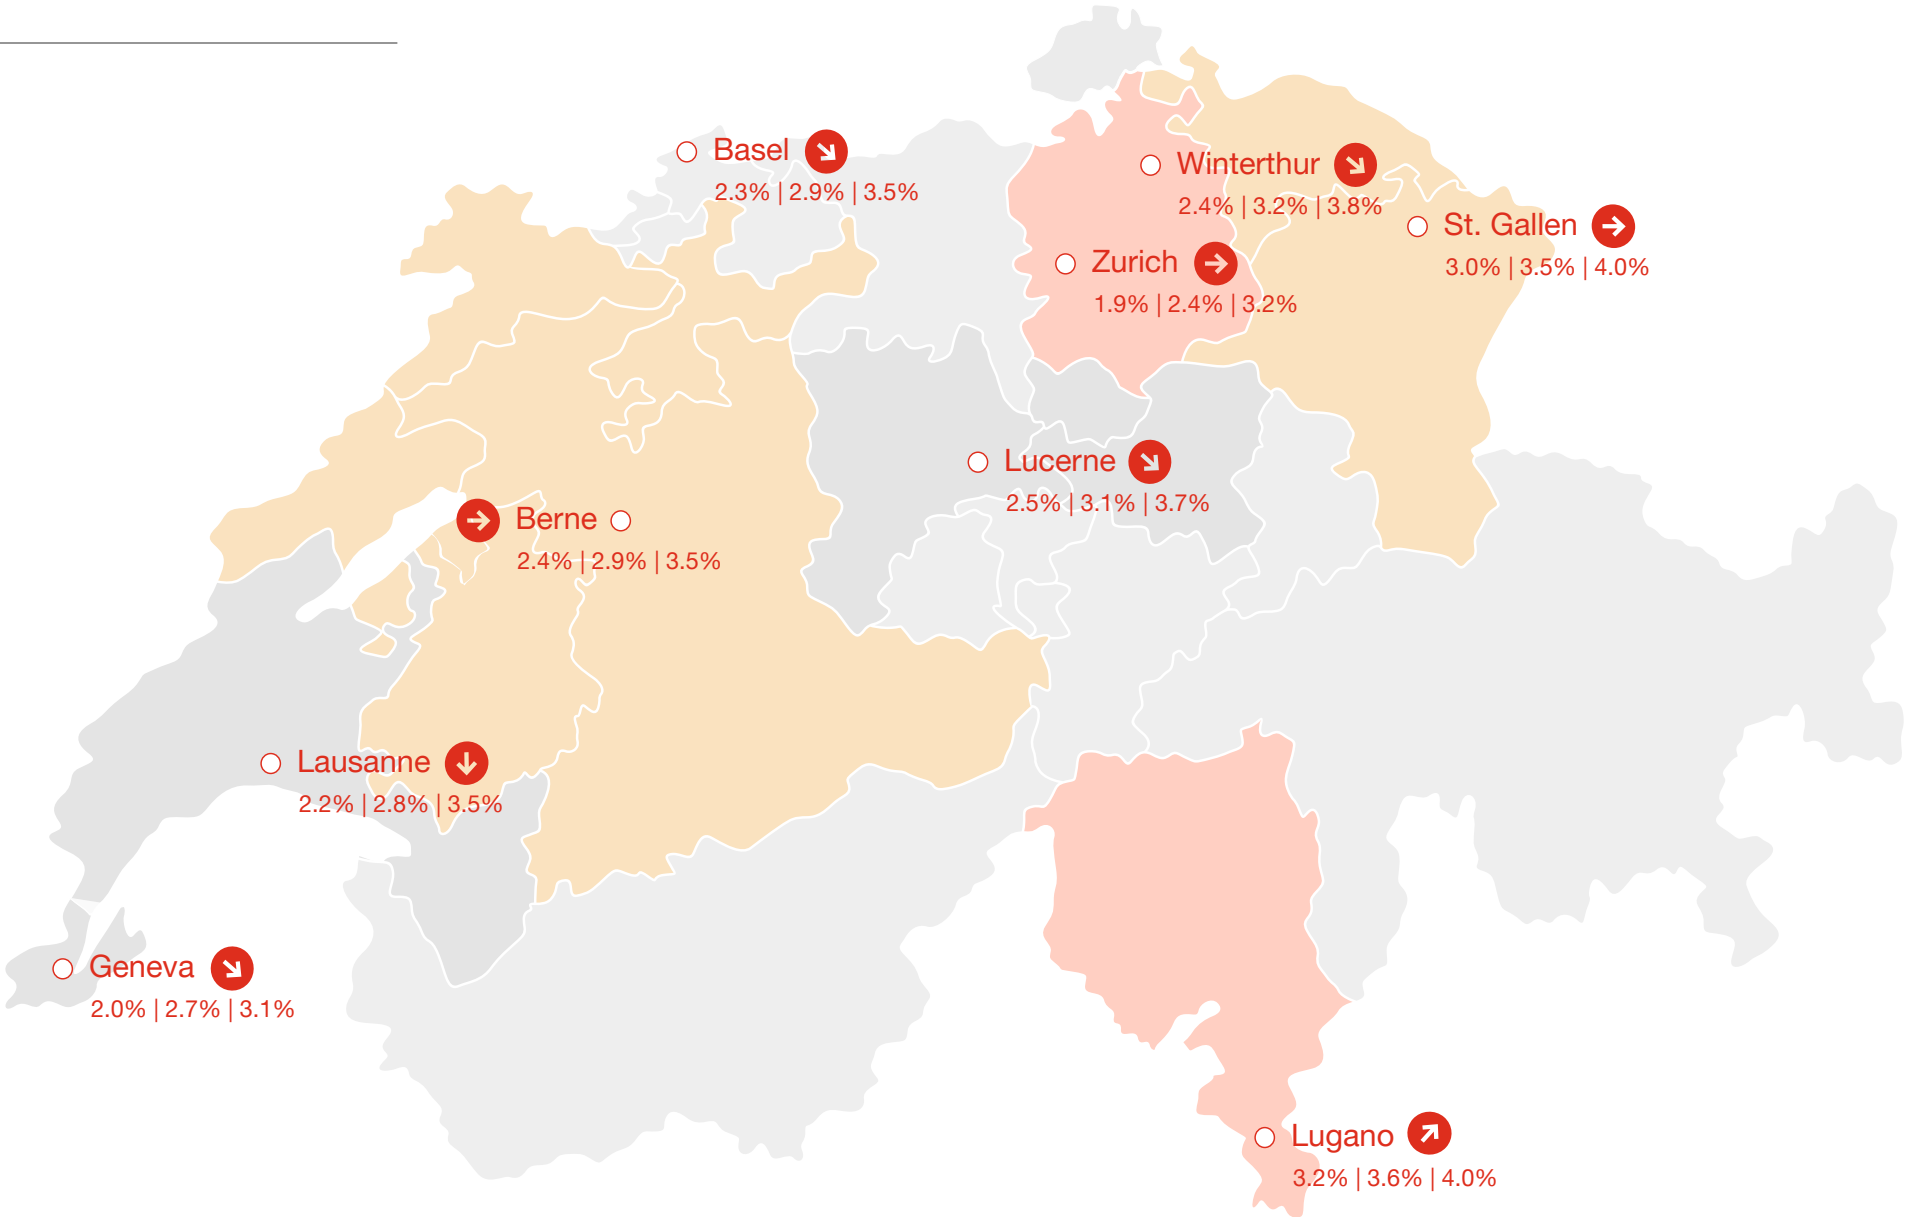 Basel
2.3% | 2.9% | 3.5%
Winterthur
2.4% | 3.2% | 3.8%
St. Gallen
3.0% | 3.5% | 4.0%
Zurich
1.9% | 2.4% | 3.2%
Lucerne
2.5% | 3.1% | 3.7%
Berne
2.4% | 2.9% | 3.5%
Lausanne
2.2% | 2.8% | 3.5%
Geneva
2.0% | 2.7% | 3.1%
Lugano
3.2% | 3.6% | 4.0%